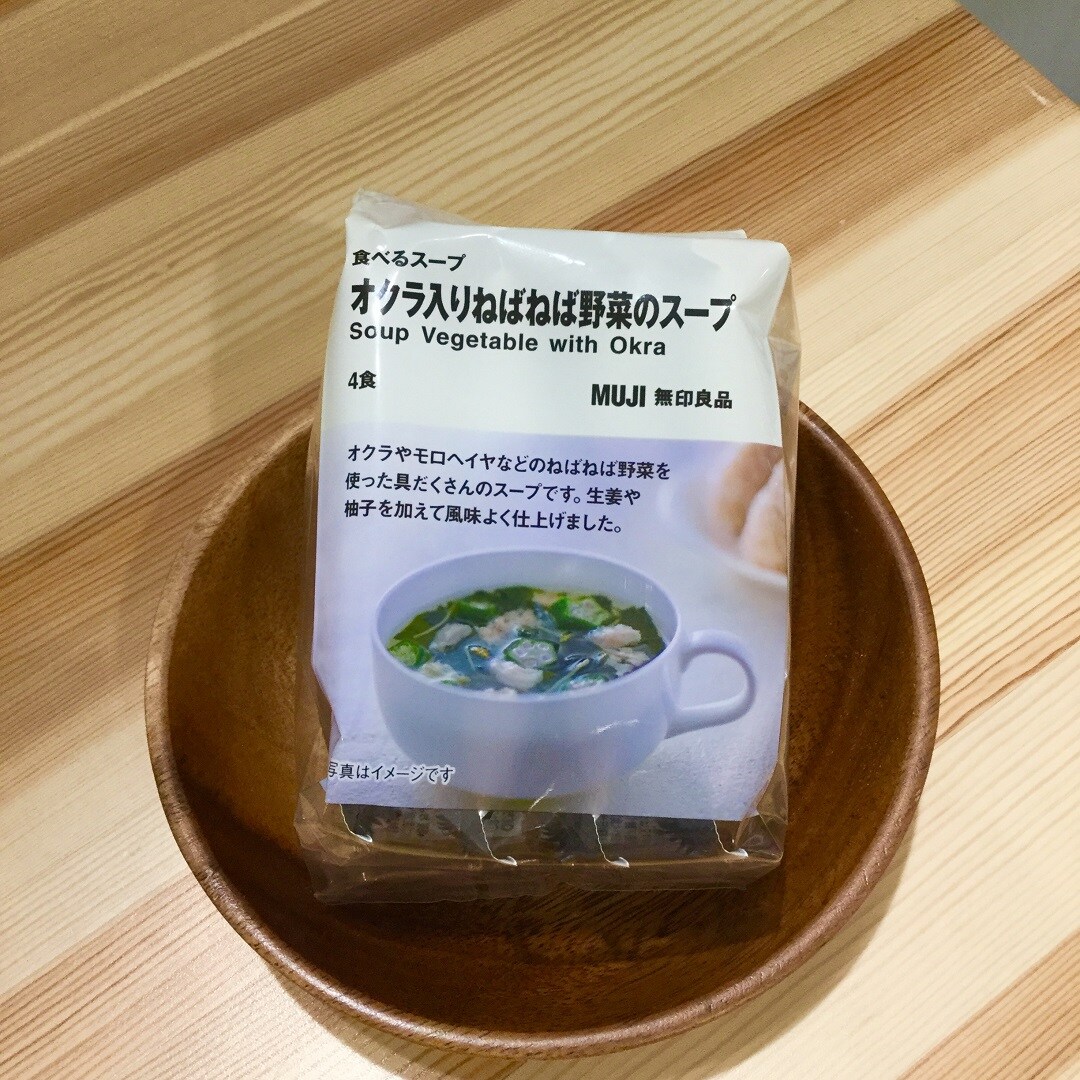 食べるスープ
オクラ入りねばねば野菜のスープ
Soup Vegetable with Okra
4食
MUJI 無印良品
オクラやモロヘイヤなどのねばねば野菜を
使った具だくさんのスープです。生姜や
柚子を加えて風味よく仕上げました。
写真はイメージです